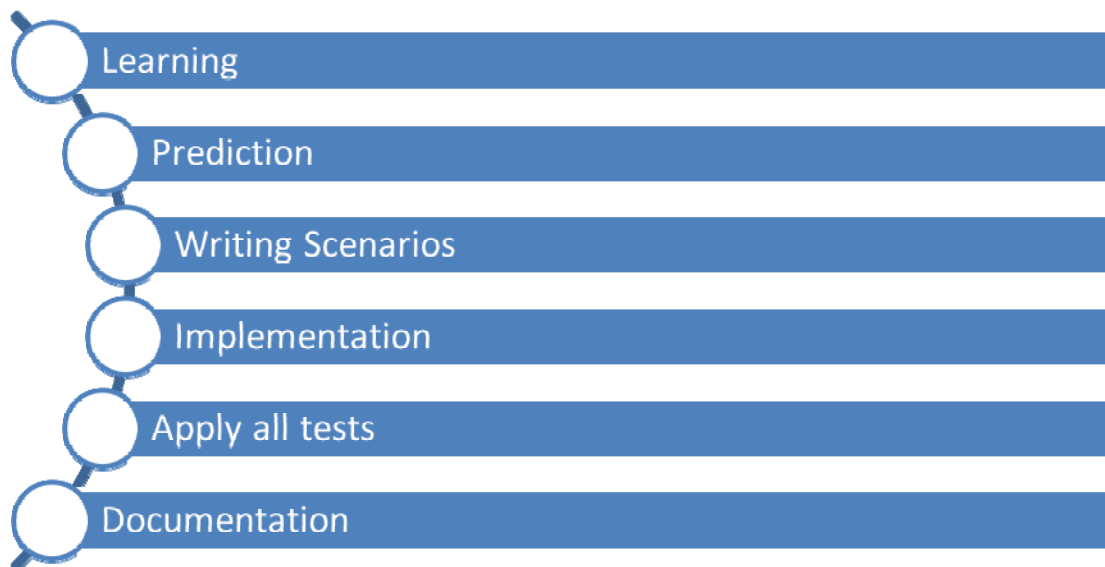 Learning
Prediction
Writing Scenarios
Implementation
Apply all tests
Documentation